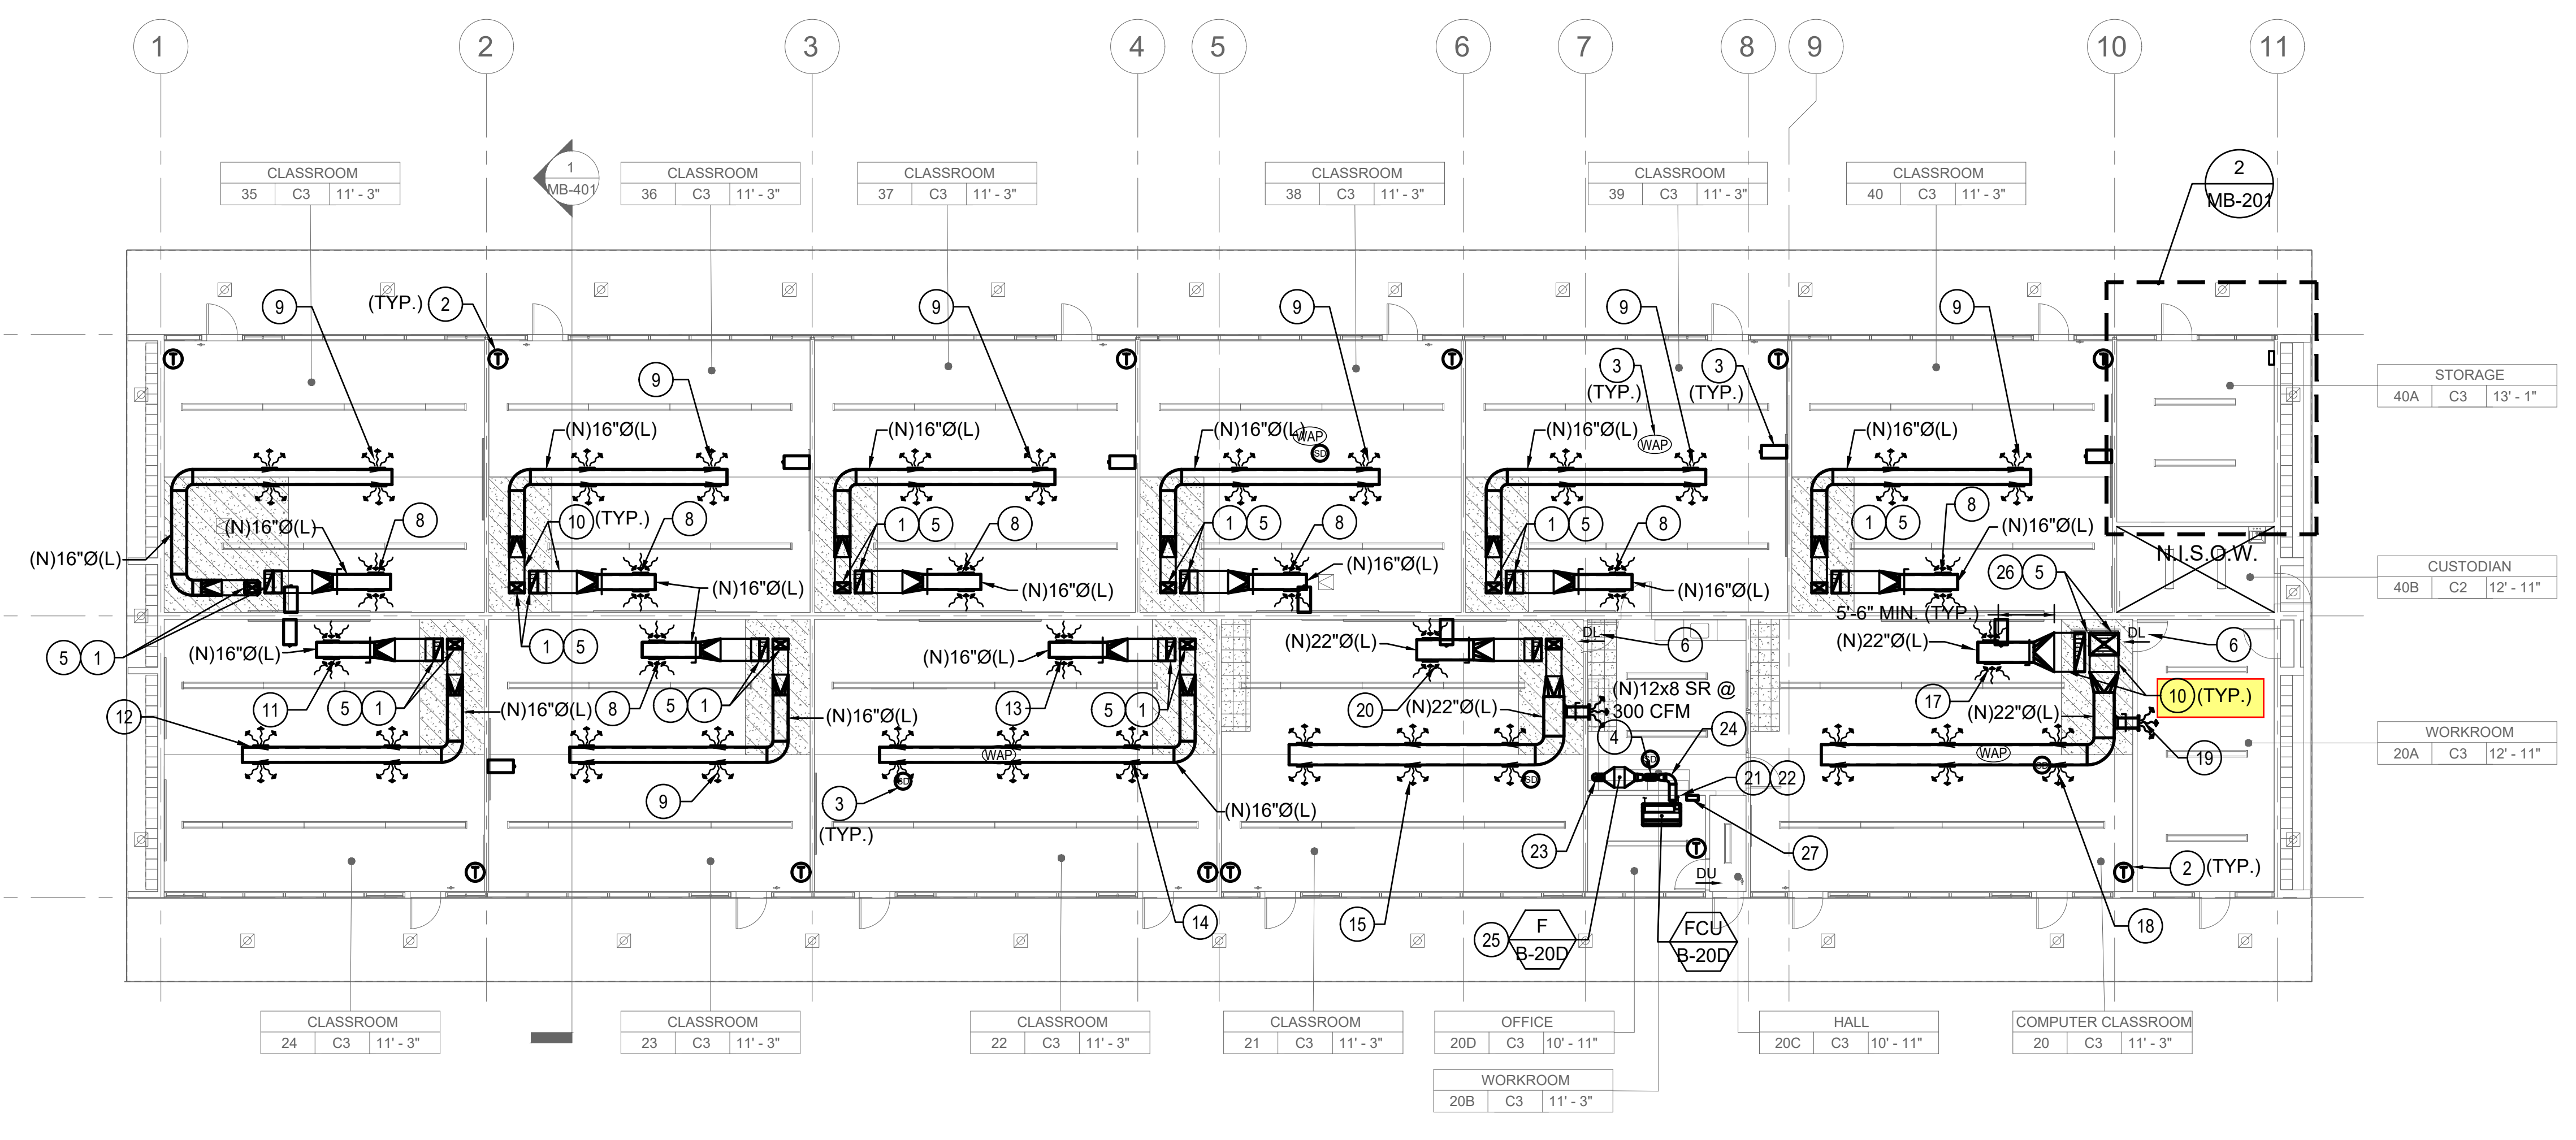 1 2 3 4 5 6 7 8 9 10 11
CLASSROOM
35 C3 11' - 3"
1
MB-401
CLASSROOM
36 C3 11' - 3"
CLASSROOM
37 C3 11' - 3"
CLASSROOM
38 C3 11' - 3"
CLASSROOM
39 C3 11' - 3"
CLASSROOM
40 C3 11' - 3"
2
MB-201
9
(TYP.) 2
9
9
9
9
T T T T T T
9
3
(TYP.)
3
(TYP.)
STORAGE
40A C3 13' - 1"
(N)16"Ø(L)
(N)16"Ø(L)
(N)16"Ø(L)
WAP
SD
(N)16"Ø(L)
WAP
(N)16"Ø(L)
(N)16"Ø(L)
8
10 (TYP.)
8
1 5
8
1 5
8
1 5
8
1 5
8
(N)16"Ø(L)
(N)16"Ø(L)
(N)16"Ø(L)
(N)16"Ø(L)
(N)16"Ø(L)
(N)16"Ø(L)
N.I.S.O.W.
26 5
CUSTODIAN
40B C2 12' - 11"
5'-6" MIN. (TYP.)
5 1
(N)16"Ø(L)
1 5
(N)16"Ø(L)
(N)22"Ø(L)
DL
6
(N)22"Ø(L)
DL
6
12
11
5 1
(N)16"Ø(L)
8
5 1
(N)16"Ø(L)
13
5 1
20
(N)22"Ø(L)
(N)12x8 SR @
300 CFM
17
(N)22"Ø(L)
10 (TYP.)
4
24
19
WORKROOM
20A C3 12' - 11"
WAP
SD
WAP
SD
9
3
(TYP.)
SD
(N)16"Ø(L)
SD
21 22
23
27
T T T T T T
DU
2 (TYP.)
14
15
25
F
B-20D
FCU
B-20D
18
CLASSROOM
24 C3 11' - 3"
CLASSROOM
23 C3 11' - 3"
CLASSROOM
22 C3 11' - 3"
CLASSROOM
21 C3 11' - 3"
OFFICE
20D C3 10' - 11"
HALL
20C C3 10' - 11"
COMPUTER CLASSROOM
20 C3 11' - 3"
WORKROOM
20B C3 11' - 3"